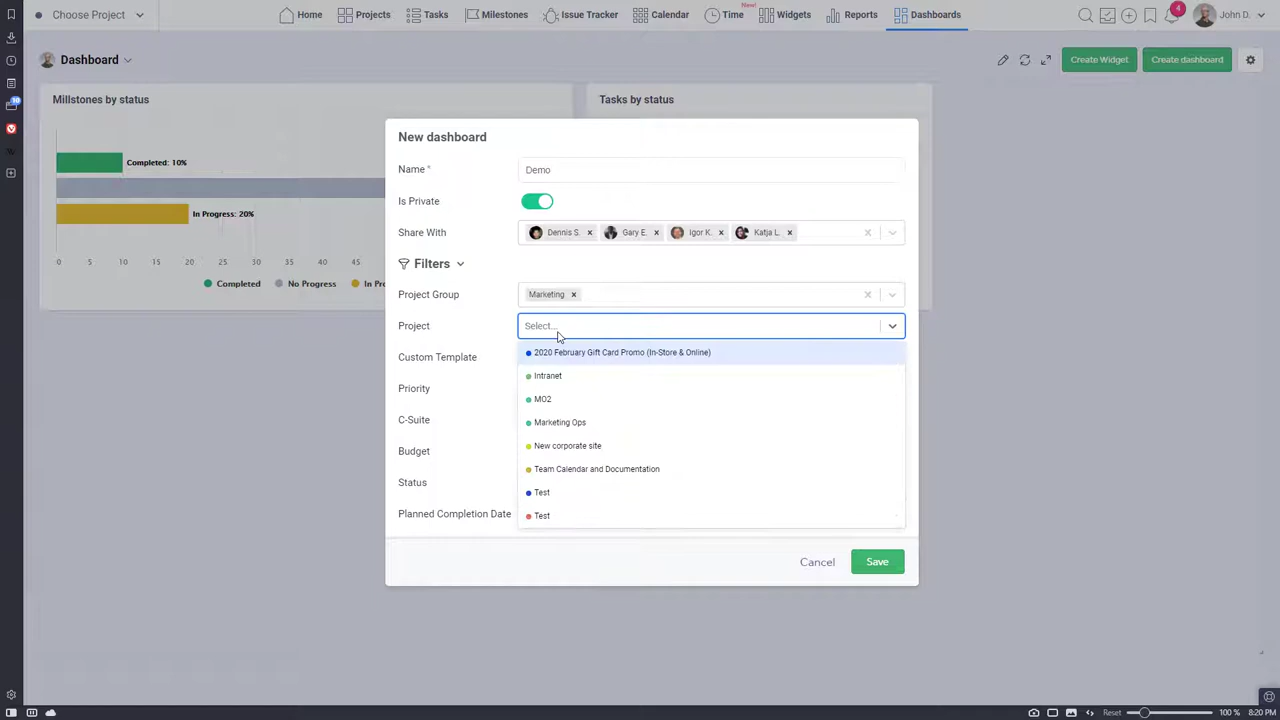 Choose Project
Home Projects Tasks Milestones Issue Tracker Calendar Time New! Widgets Reports Dashboards
4
John D.
Dashboard
Create Widget Create dashboard
Millstones by status
Completed: 10%
In Progress: 20%
0 5 10 15 20 25 30 35 40 45
Completed No Progress In Pr
Tasks by status
New dashboard
Name * Demo
Is Private
Share With Dennis S. Gary E. Igor K. Katja L.
Filters
Project Group Marketing
Project Select...
2020 February Gift Card Promo (In-Store & Online)
Intranet
MO2
Marketing Ops
New corporate site
Team Calendar and Documentation
Test
Test
Custom Template
Priority
C-Suite
Budget
Status
Planned Completion Date
Cancel Save
Reset 100 % 8:20 PM